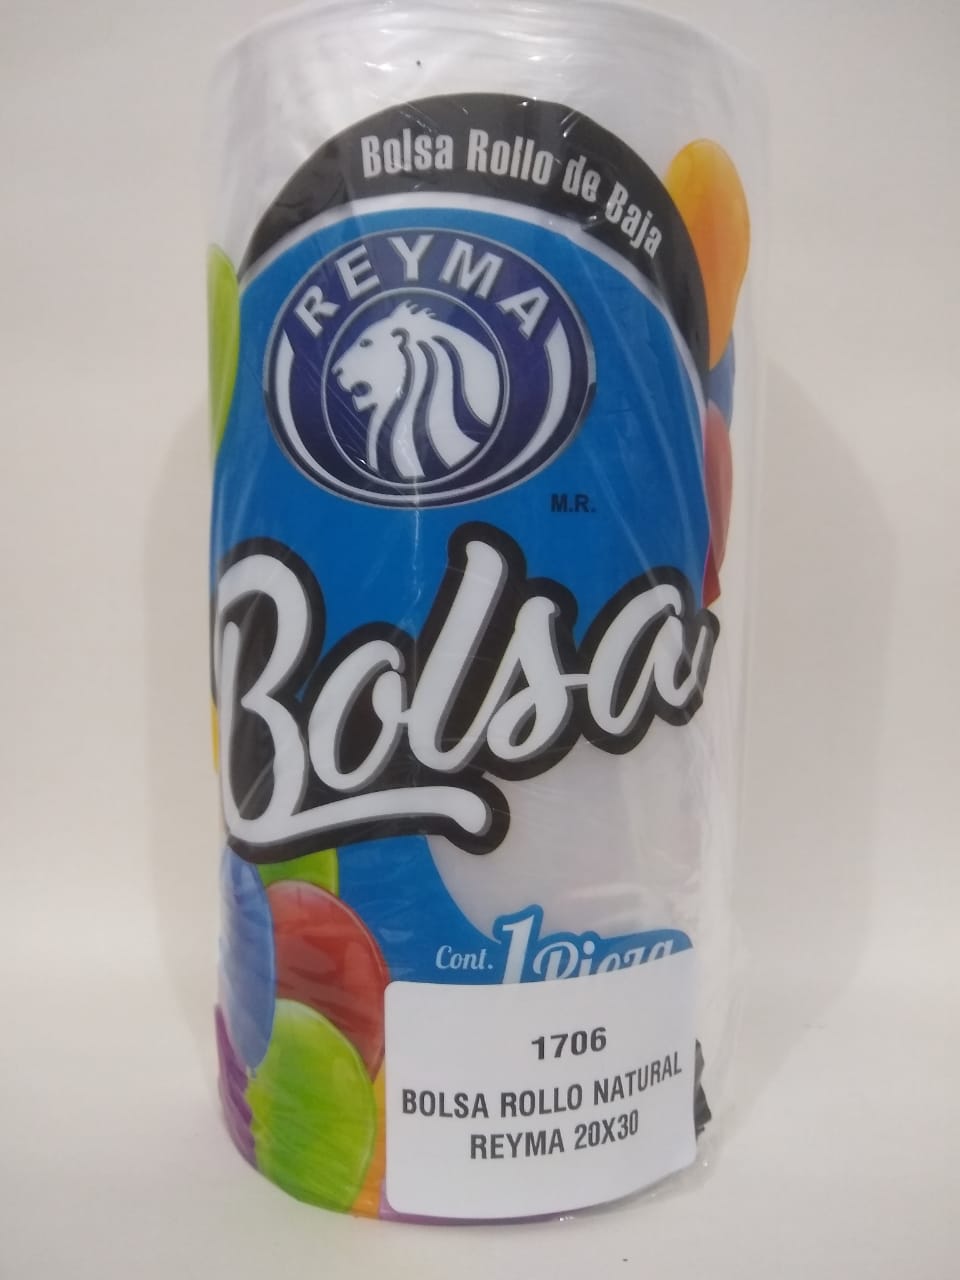 Bolsa Rollo de Baja
REYMA
M.R.
Bolsa
Cont. 1 Pieza
1706
BOLSA ROLLO NATURAL
REYMA 20X30